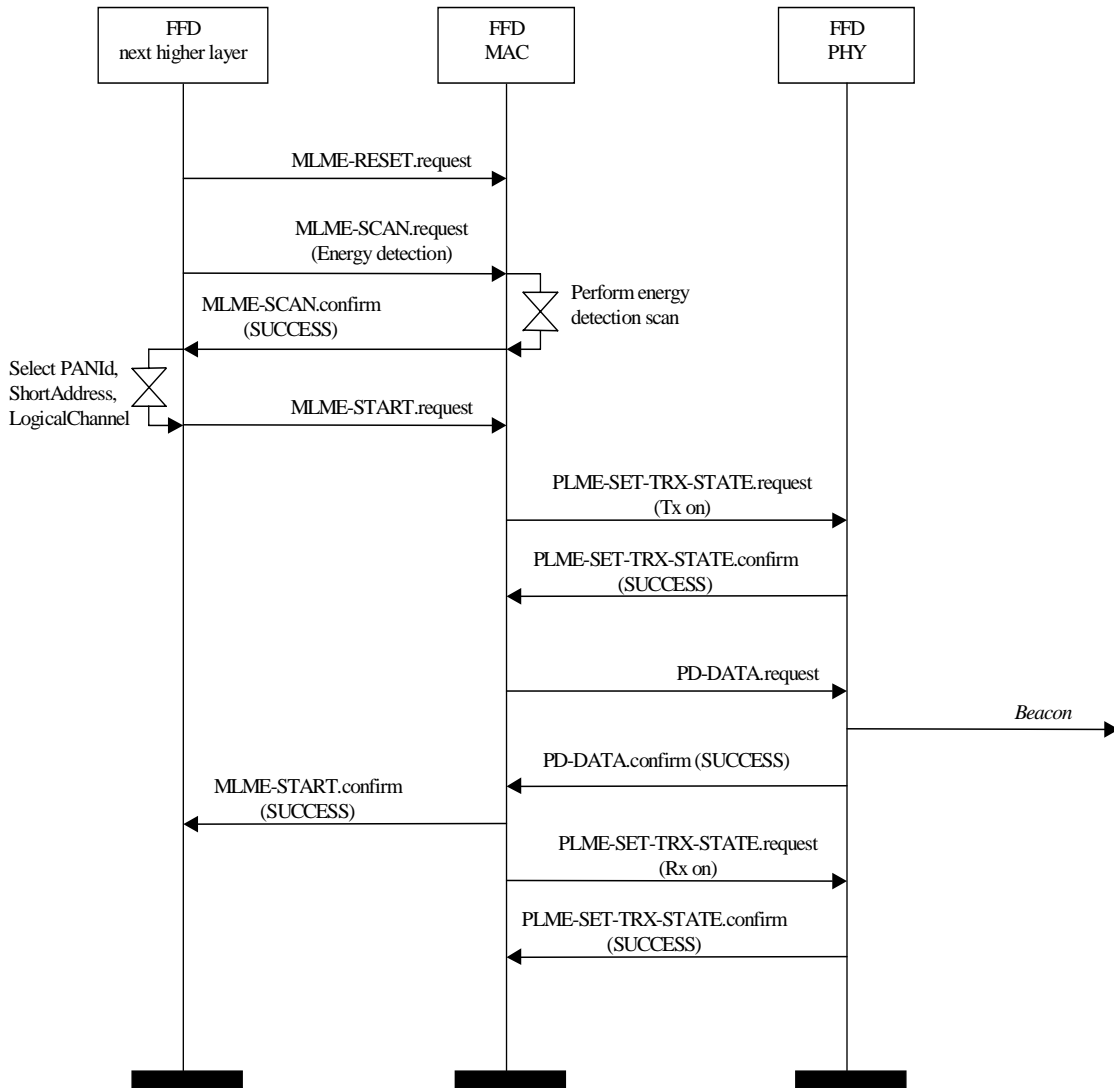 FFD
next higher layer
FFD
MAC
FFD
PHY
MLME-RESET.request
MLME-SCAN.request
(Energy detection)
Perform energy
detection scan
MLME-SCAN.confirm
(SUCCESS)
Select PANId,
ShortAddress,
LogicalChannel
MLME-START.request
PLME-SET-TRX-STATE.request
(Tx on)
PLME-SET-TRX-STATE.confirm
(SUCCESS)
PD-DATA.request
Beacon
PD-DATA.confirm (SUCCESS)
MLME-START.confirm
(SUCCESS)
PLME-SET-TRX-STATE.request
(Rx on)
PLME-SET-TRX-STATE.confirm
(SUCCESS)